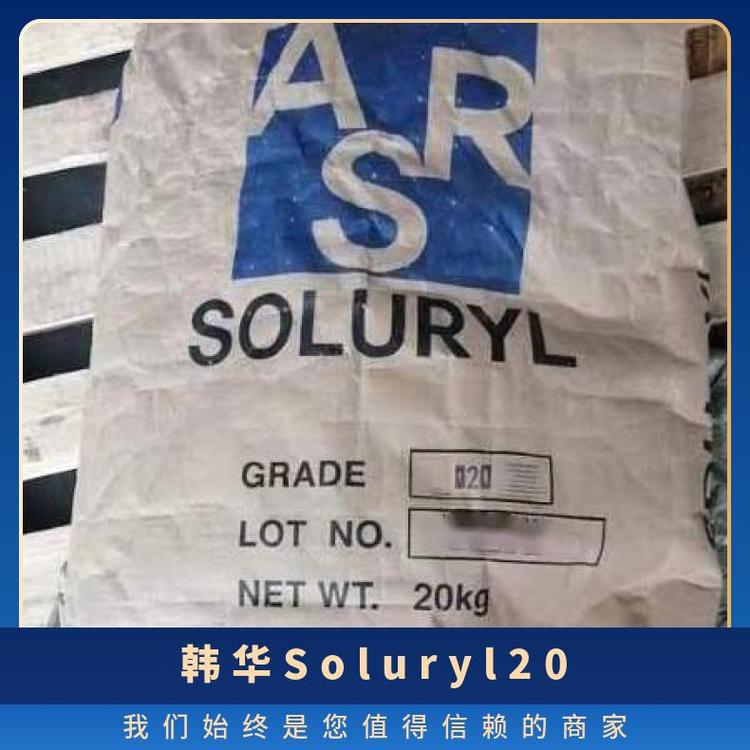 ASR
SOLURYL
GRADE 020
LOT NO.
NET WT. 20kg
韩华Soluryl20
我们始终是您值得信赖的商家